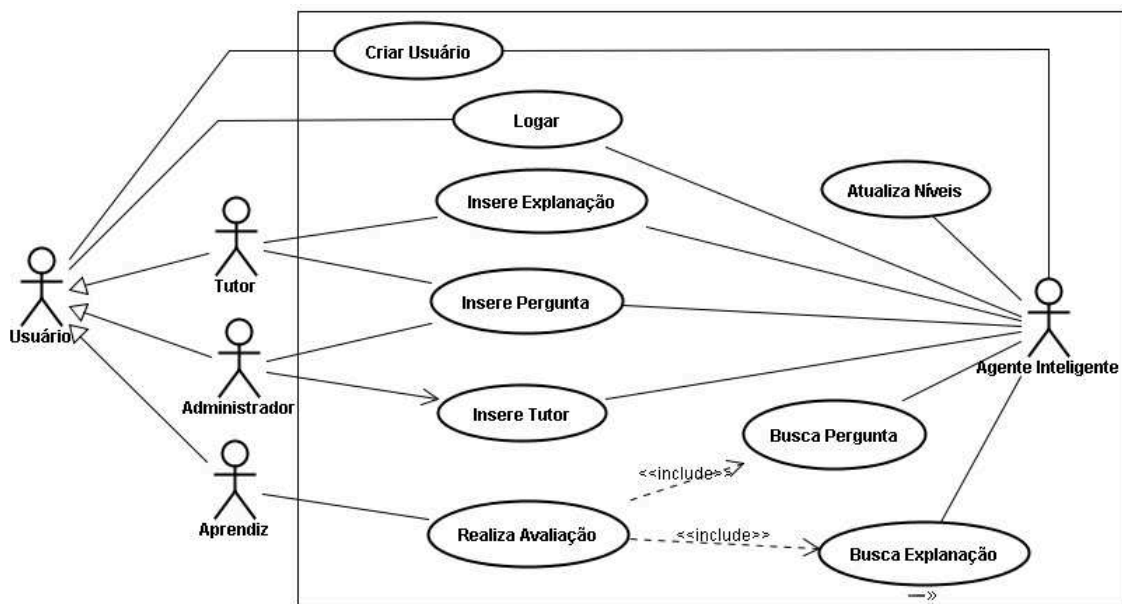 Criar Usuário
Logar
Atualiza Níveis
Insere Explanação
Tutor
Insere Pergunta
Usuário
Administrador
Agente Inteligente
Insere Tutor
Busca Pergunta
<<include>>
Aprendiz
Realiza Avaliação
<<include>>
Busca Explanação
—»